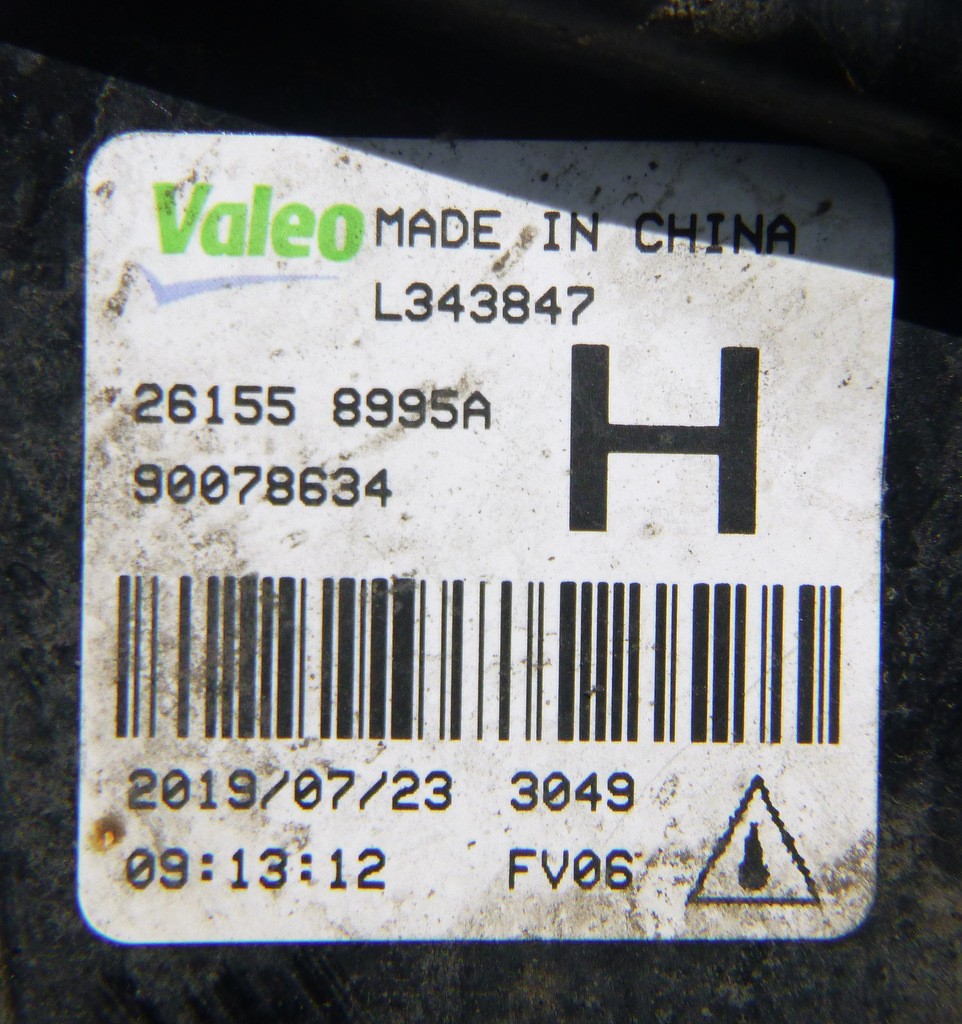 Valeo MADE IN CHINA
L343847
H
26155 8995A
90078634
2019/07/23 3049
09:13:12 FV06